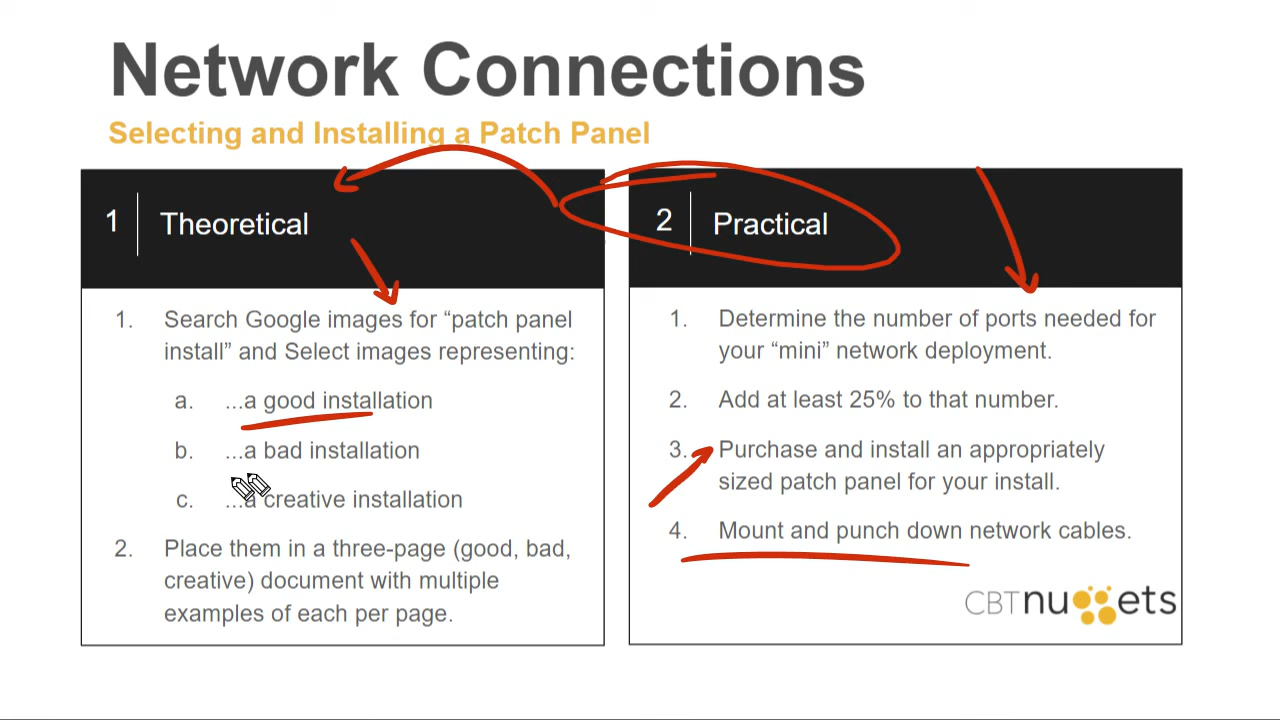 Network Connections
Selecting and Installing a Patch Panel
1
Theoretical
1. Search Google images for “patch panel
install” and Select images representing:
a. ...a good installation
b. ...a bad installation
c. ...a creative installation
2. Place them in a three-page (good, bad,
creative) document with multiple
examples of each per page.
2
Practical
1. Determine the number of ports needed for
your “mini” network deployment.
2. Add at least 25% to that number.
3. Purchase and install an appropriately
sized patch panel for your install.
4. Mount and punch down network cables.
CBTnuggets